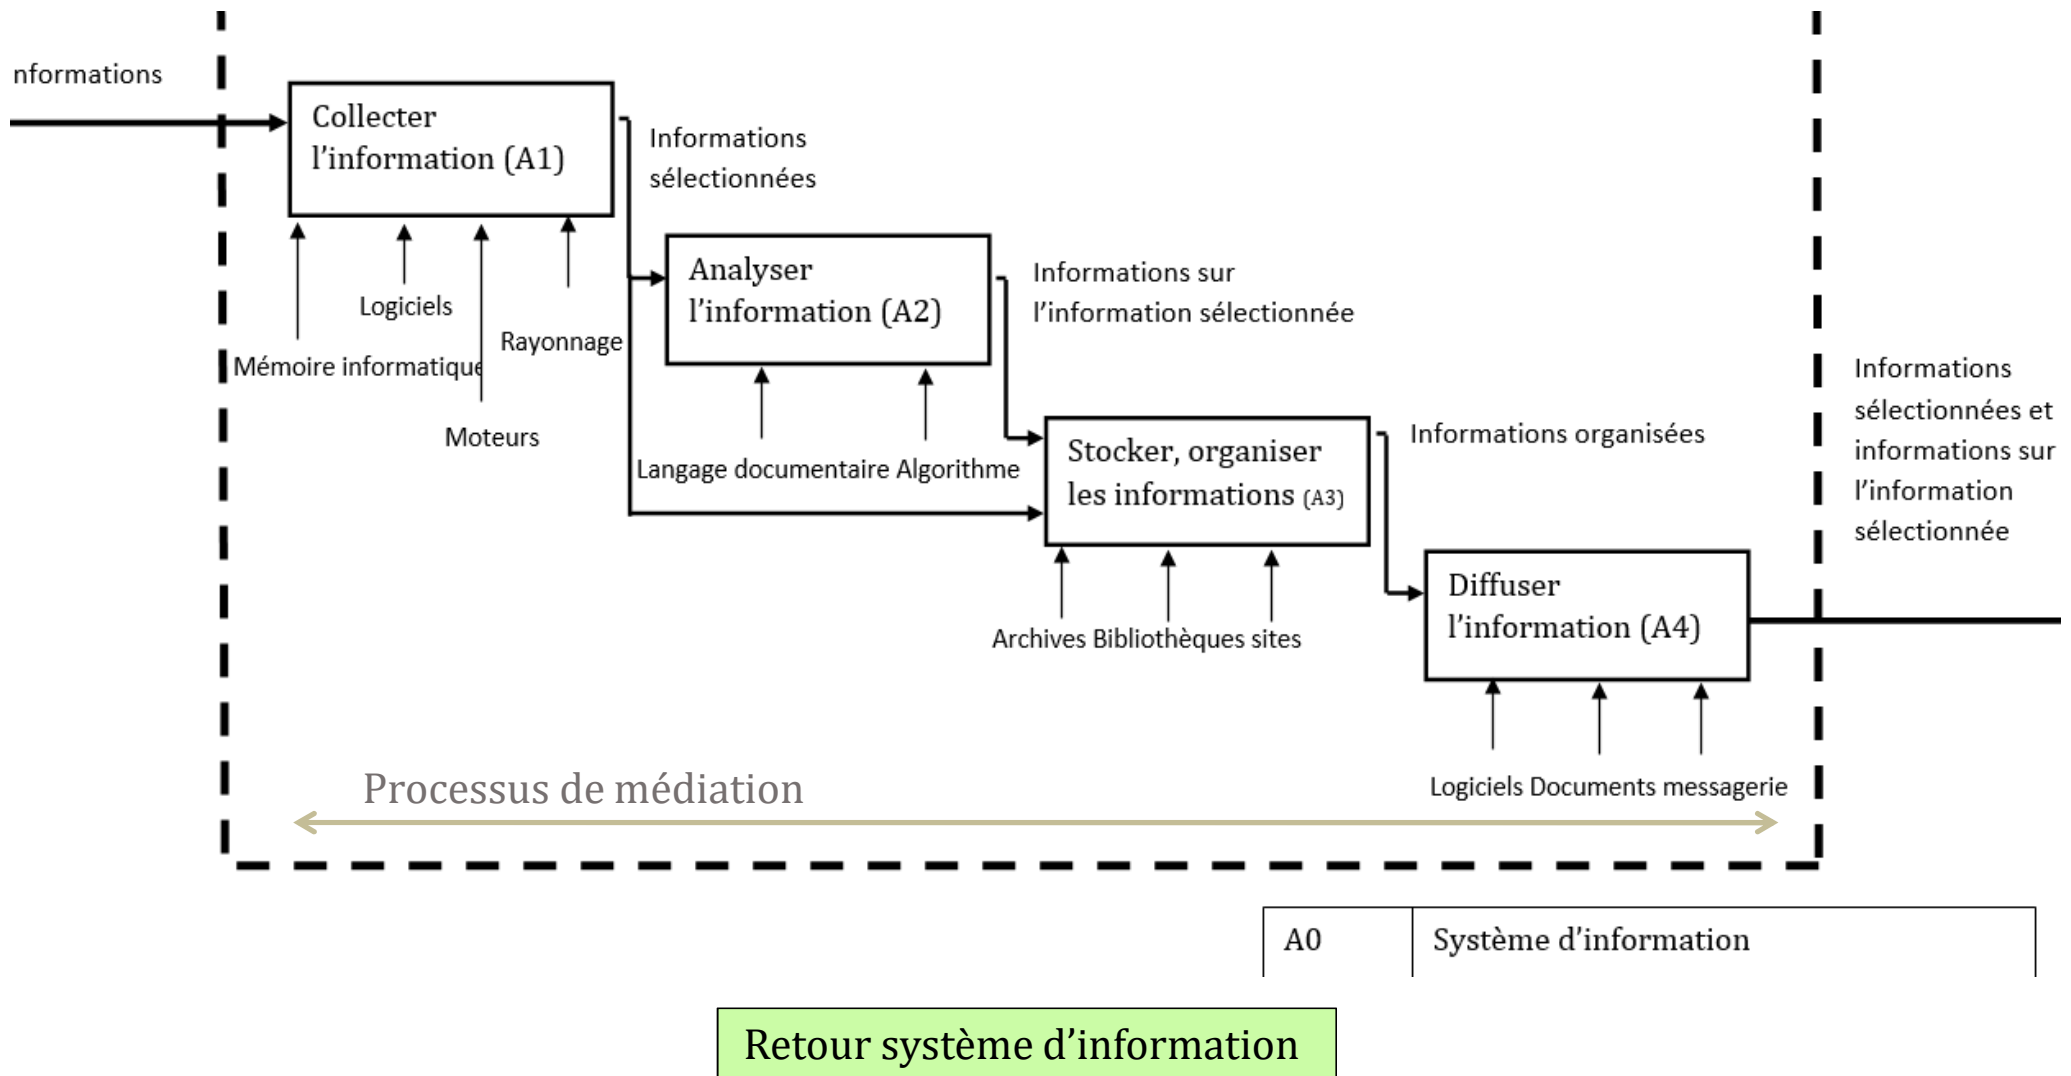 nformations
Collecter
l’information (A1)
Informations
sélectionnées
Logiciels
Rayonnage
Mémoire informatique
Moteurs
Analyser
l’information (A2)
Informations sur
l’information sélectionnée
Langage documentaire Algorithme
Stocker, organiser
les informations (A3)
Informations organisées
Archives Bibliothèques sites
Diffuser
l’information (A4)
Logiciels Documents messagerie
Informations
sélectionnées et
informations sur
l’information
sélectionnée
Processus de médiation
A0 Système d’information
Retour système d’information